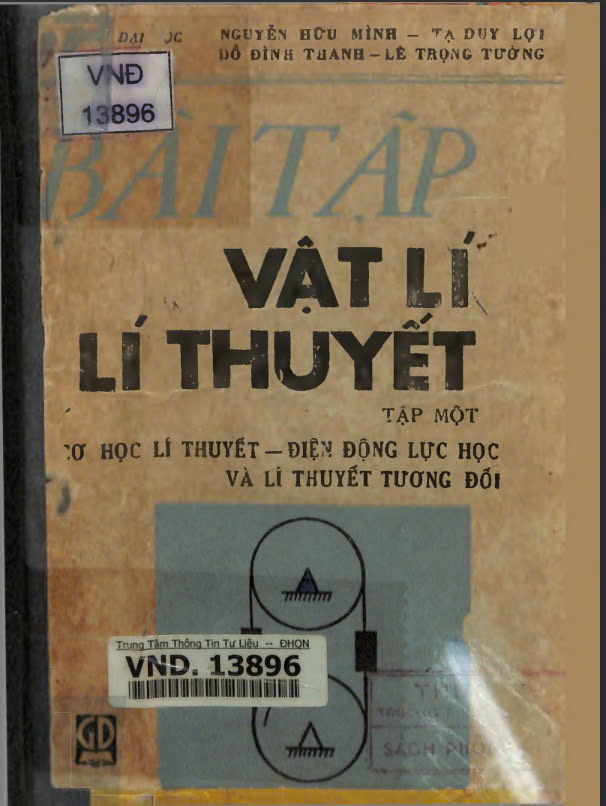 NGUYỄN HỮU MÌNH — TẠ DUY LỢI
ĐỖ ĐÌNH THANH – LÊ TRỌNG TƯỜNG
VNĐ
13896
BÀI TẬP
VẬT LÍ
LÍ THUYẾT
TẬP MỘT
HỌC LÍ THUYẾT — ĐIỆN ĐỘNG LỰC HỌC
VÀ LÍ THUYẾT TƯƠNG ĐỐI
Trung Tâm Thông Tin Tư Liệu -- ĐHQN
VND. 13896
GD